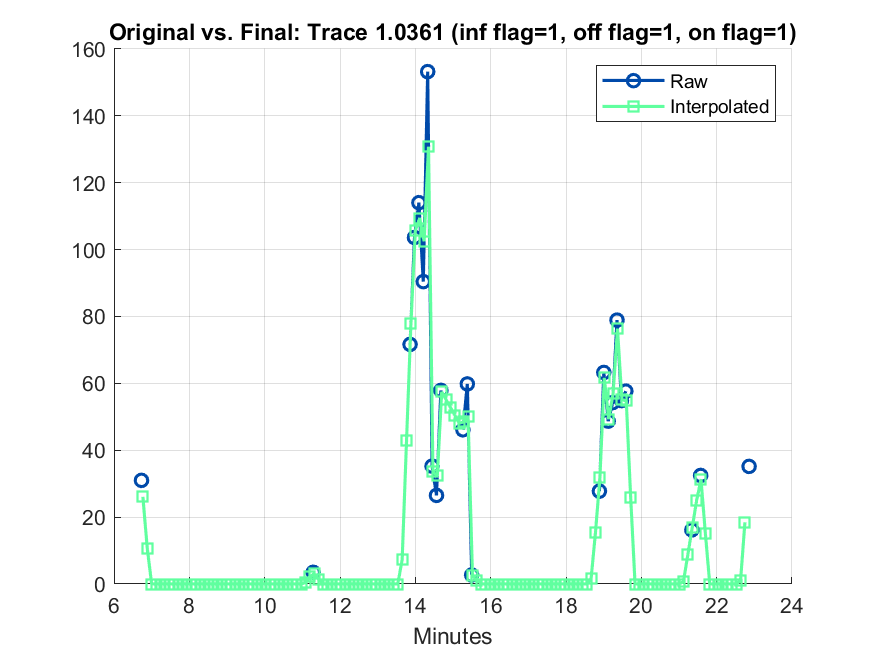 Original vs. Final: Trace 1.0361 (inf flag=1, off flag=1, on flag=1)
160
140
120
100
80
60
40
20
0
Raw
Interpolated
6 8 10 12 14 16 18 20 22 24
Minutes